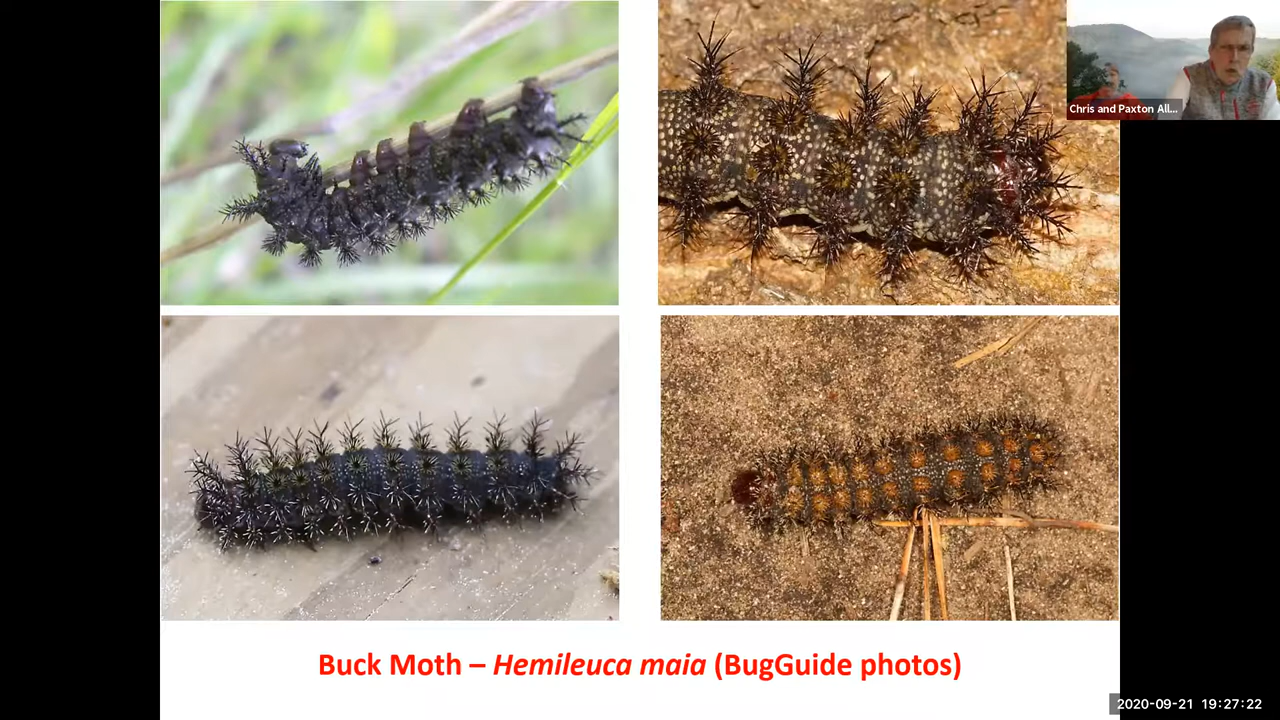 Chris and Paxton All...
Buck Moth – Hemileuca maia (BugGuide photos)
2020-09-21 19:27:22